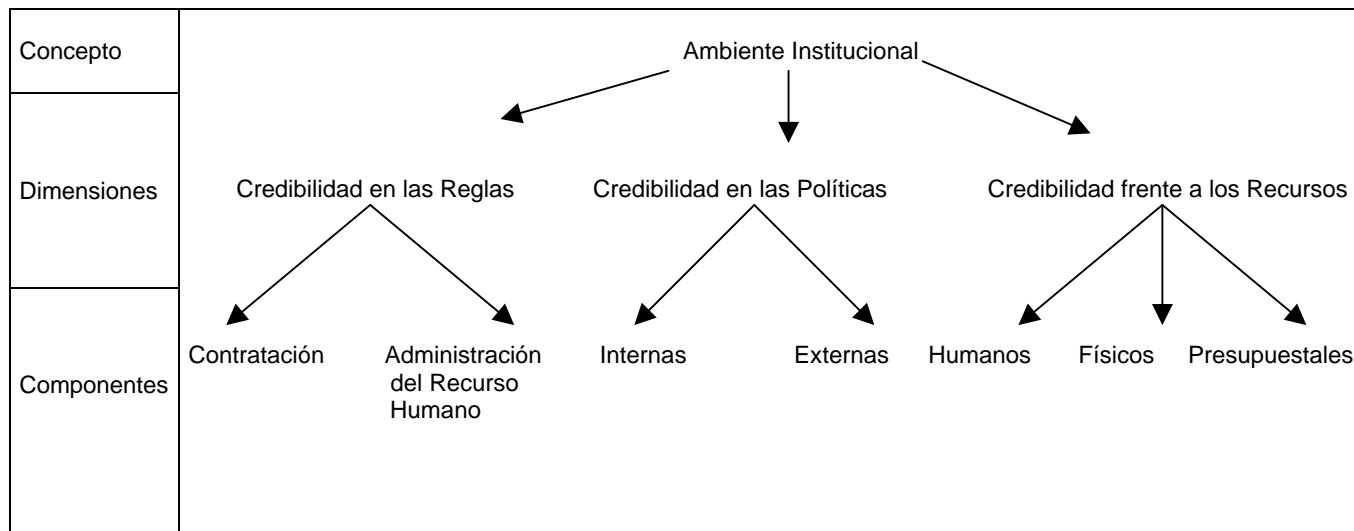 Concepto
Ambiente Institucional
Dimensiones
Credibilidad en las Reglas
Credibilidad en las Políticas
Credibilidad frente a los Recursos
Componentes
Contratación
Administración
del Recurso
Humano
Internas
Externas
Humanos
Físicos
Presupuestales